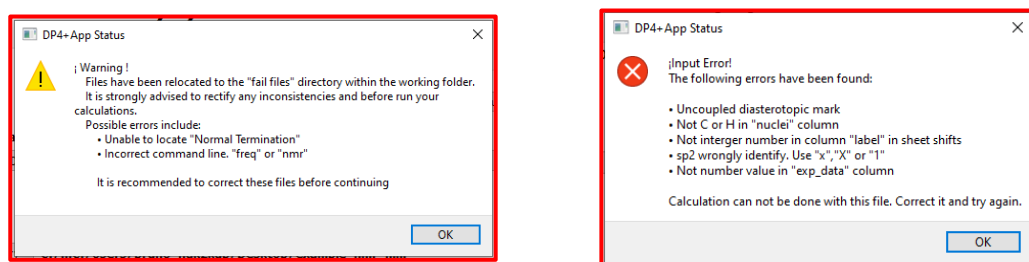 DP4+App Status
¡ Warning !
Files have been relocated to the "fail files" directory within the working folder.
It is strongly advised to rectify any inconsistencies and before run your
calculations.
Possible errors include:
• Unable to locate "Normal Termination"
• Incorrect command line. "freq" or "nmr"
It is recommended to correct these files before continuing
OK
DP4+App Status
¡Input Error!
The following errors have been found:
• Uncoupled diasterotopic mark
• Not C or H in "nuclei" column
• Not interger number in column "label" in sheet shifts
• sp2 wrongly identify. Use "x","X" or "1"
• Not number value in "exp_data" column
Calculation can not be done with this file. Correct it and try again.
OK